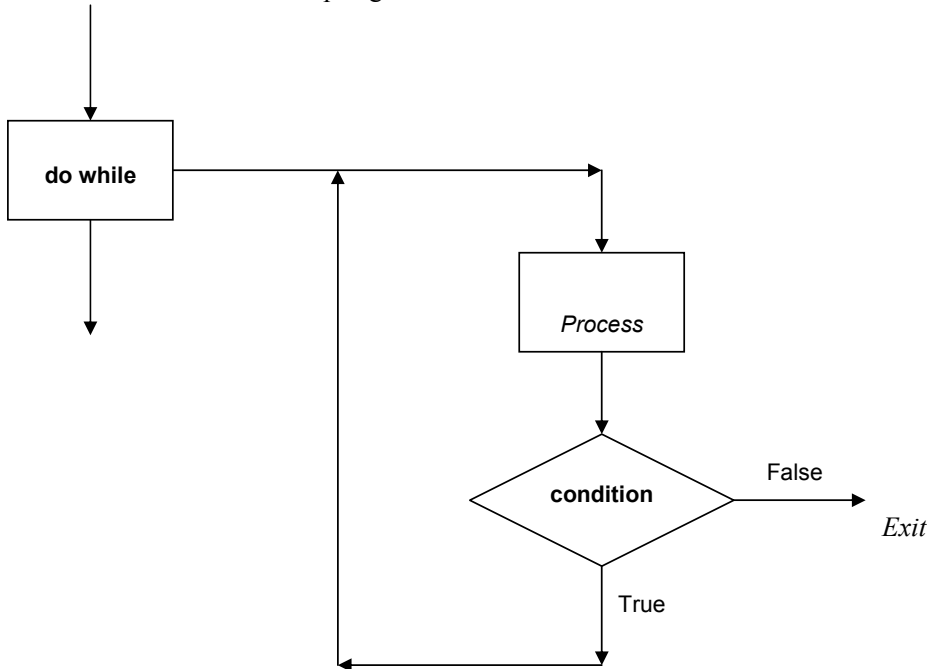 do while
Process
condition
False
Exit
True